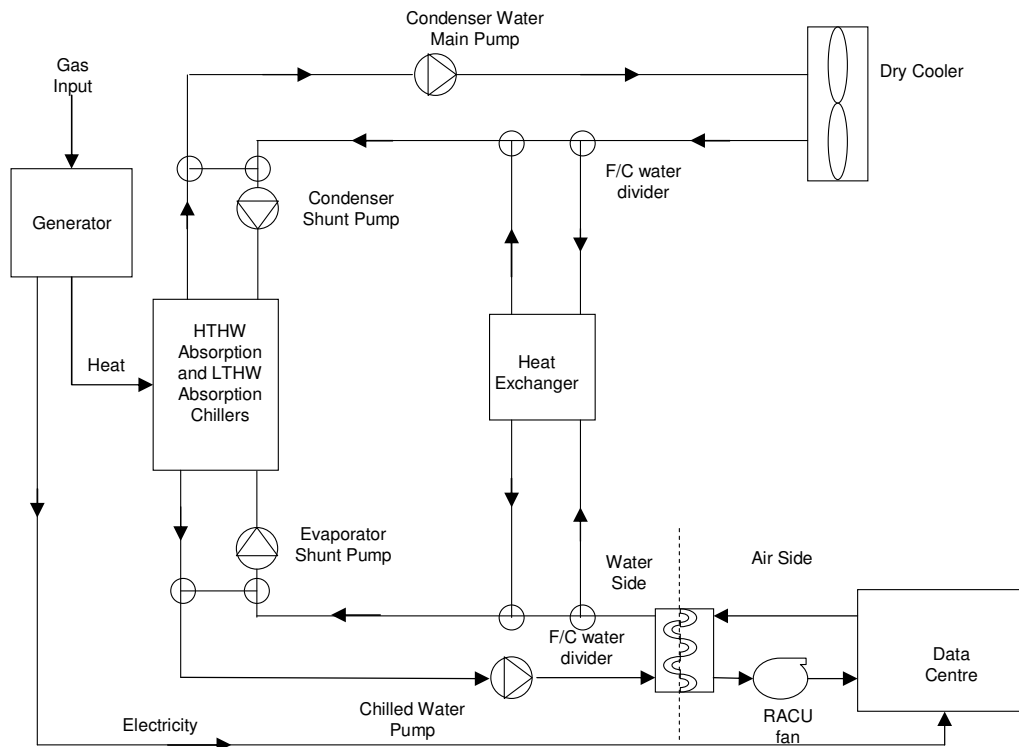 Condenser Water
Main Pump
Gas
Input
Dry Cooler
F/C water
divider
Generator
Condenser
Shunt Pump
HTHW
Absorption
and LTHW
Absorption
Chillers
Heat
Heat
Exchanger
Evaporator
Shunt Pump
Water
Side
Air Side
F/C water
divider
Data
Centre
Chilled Water
Pump
RACU
fan
Electricity